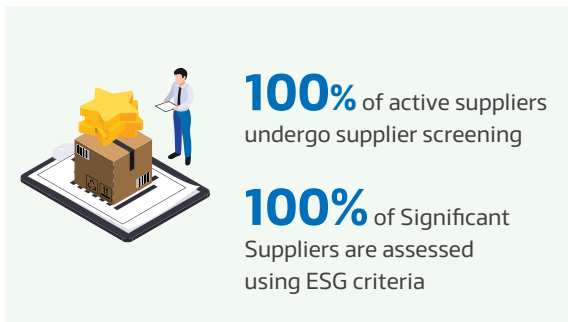 100% of active suppliers
undergo supplier screening
100% of Significant
Suppliers are assessed
using ESG criteria